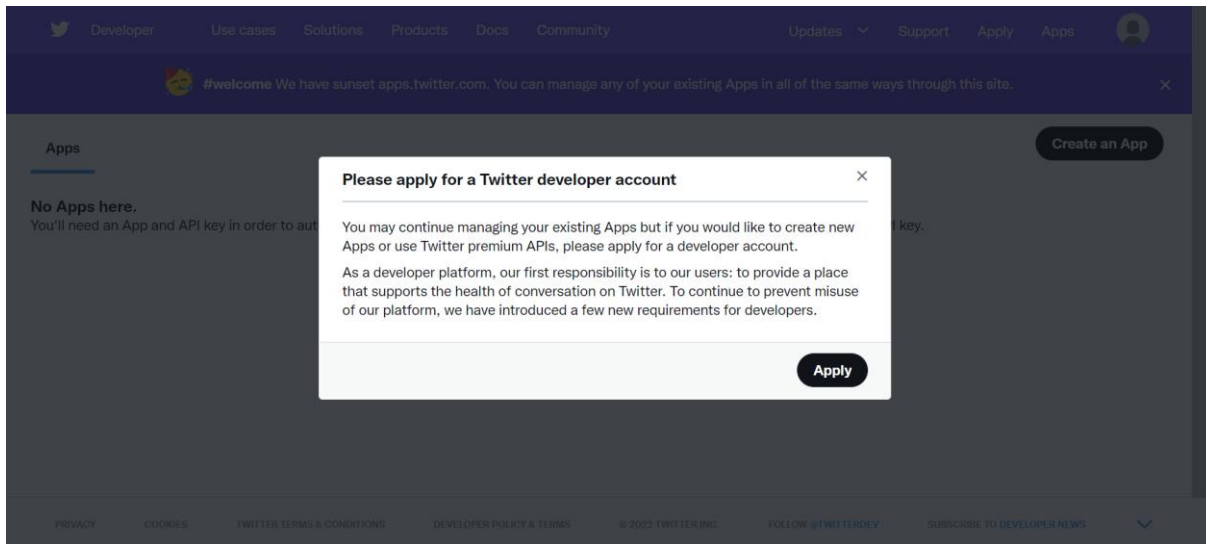 Developer Use cases Solutions Products Docs Community Updates Support Apply Apps
#welcome We have sunset apps.twitter.com. You can manage any of your existing Apps in all of the same ways through this site.
Apps
Create an App
No Apps here.
You'll need an App and API key in order to aut
key.
Please apply for a Twitter developer account
You may continue managing your existing Apps but if you would like to create new
Apps or use Twitter premium APIs, please apply for a developer account.
As a developer platform, our first responsibility is to our users: to provide a place
that supports the health of conversation on Twitter. To continue to prevent misuse
of our platform, we have introduced a few new requirements for developers.
Apply
PRIVACY COOKIES TWITTER TERMS & CONDITIONS DEVELOPER POLICY & TERMS © 2022 TWITTER INC. FOLLOW @TWITTERDEV SUBSCRIBE TO DEVELOPER NEWS